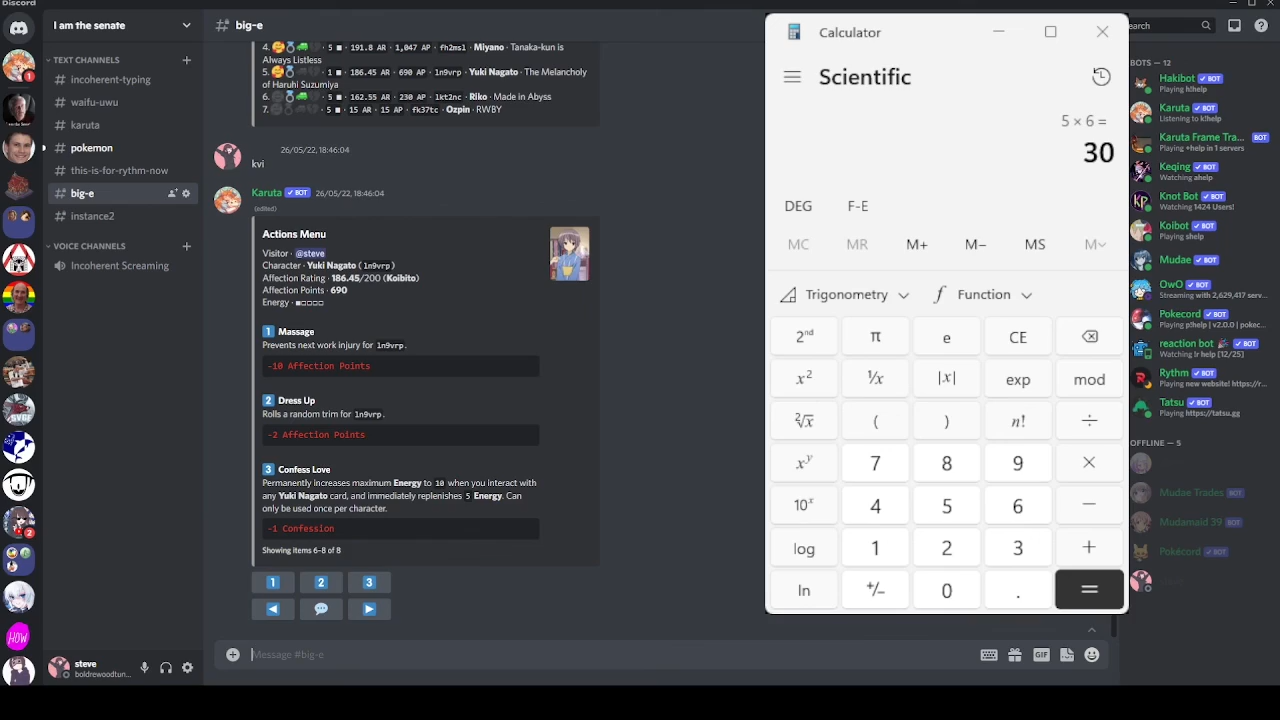 Discord
I am the senate
TEXT CHANNELS
incoherent-typing
waifu-uwu
karuta
pokemon
this-is-for-rythm-now
big-e
instance2
VOICE CHANNELS
Incoherent Screaming
steve
boldrewoodtun...
big-e
4. · 5 · 191.8 AR · 1,047 AP · fh2msl · Miyano · Tanaka-kun is
Always Listless
5. · 1 · 186.45 AR · 690 AP · ln9vrp · Yuki Nagato · The Melancholy
of Haruhi Suzumiya
6. · 5 · 162.55 AR · 230 AP · lkt2nc · Riko · Made in Abyss
7. · 5 · 15 AR · 15 AP · fk37tc · Ozpin · RWBY
26/05/22, 18:46:04
kvi
Karuta ✓ BOT 26/05/22, 18:46:04
(edited)
Actions Menu
Visitor · @steve
Character · Yuki Nagato (ln9vrp)
Affection Rating · 186.45/200 (Koibito)
Affection Points · 690
Energy · ■□□□□
1 Massage
Prevents next work injury for ln9vrp.
-10 Affection Points
2 Dress Up
Rolls a random trim for ln9vrp.
-2 Affection Points
3 Confess Love
Permanently increases maximum Energy to 10 when you interact with
any Yuki Nagato card, and immediately replenishes 5 Energy. Can
only be used once per character.
-1 Confession
Showing items 6–8 of 8
1 2 3
Message #big-e
GIF
Calculator
Scientific
5 × 6 =
30
DEG F-E
MC MR M+ M− MS M
Trigonometry Function
2nd π e CE
x² ¹/x |x| exp mod
²√x ( ) n! ÷
xʸ 7 8 9 ×
10ˣ 4 5 6 −
log 1 2 3 +
ln +/− 0 . =
earch
BOTS — 12
Hakibot ✓ BOT
Playing h!help
Karuta ✓ BOT
Listening to k!help
Karuta Frame Tra... BOT
Playing +help in 1 servers
Keqing ✓ BOT
Watching ahelp
Knot Bot ✓ BOT
Watching 1424 Users!
Koibot ✓ BOT
Playing shelp
Mudae ✓ BOT
OwO ✓ BOT
Streaming with 2,629,417 serv...
Pokecord ✓ BOT
Playing p!help | v2.0.0 | pokec...
reaction bot ✓ BOT
Watching lr help [12/25]
Rythm ✓ BOT
Playing new website! https://r...
Tatsu ✓ BOT
Playing https://tatsu.gg
OFFLINE — 5
Mudae Trades BOT
Mudamaid 39 BOT
Pokécord ✓ BOT
HOW